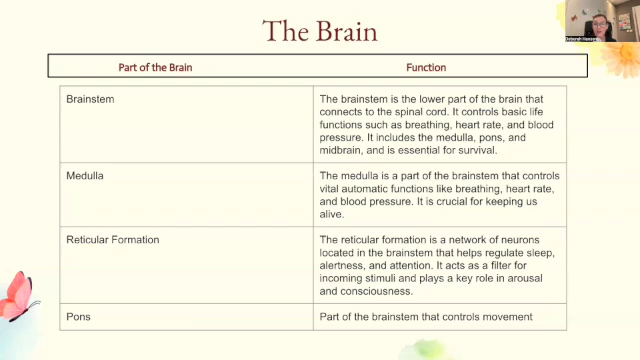 The Brain
Part of the Brain
Function
Brainstem
The brainstem is the lower part of the brain that
connects to the spinal cord. It controls basic life
functions such as breathing, heart rate, and blood
pressure. It includes the medulla, pons, and
midbrain, and is essential for survival.
Medulla
The medulla is a part of the brainstem that controls
vital automatic functions like breathing, heart rate,
and blood pressure. It is crucial for keeping us
alive.
Reticular Formation
The reticular formation is a network of neurons
located in the brainstem that helps regulate sleep,
alertness, and attention. It acts as a filter for
incoming stimuli and plays a key role in arousal
and consciousness.
Pons
Part of the brainstem that controls movement
Deborah